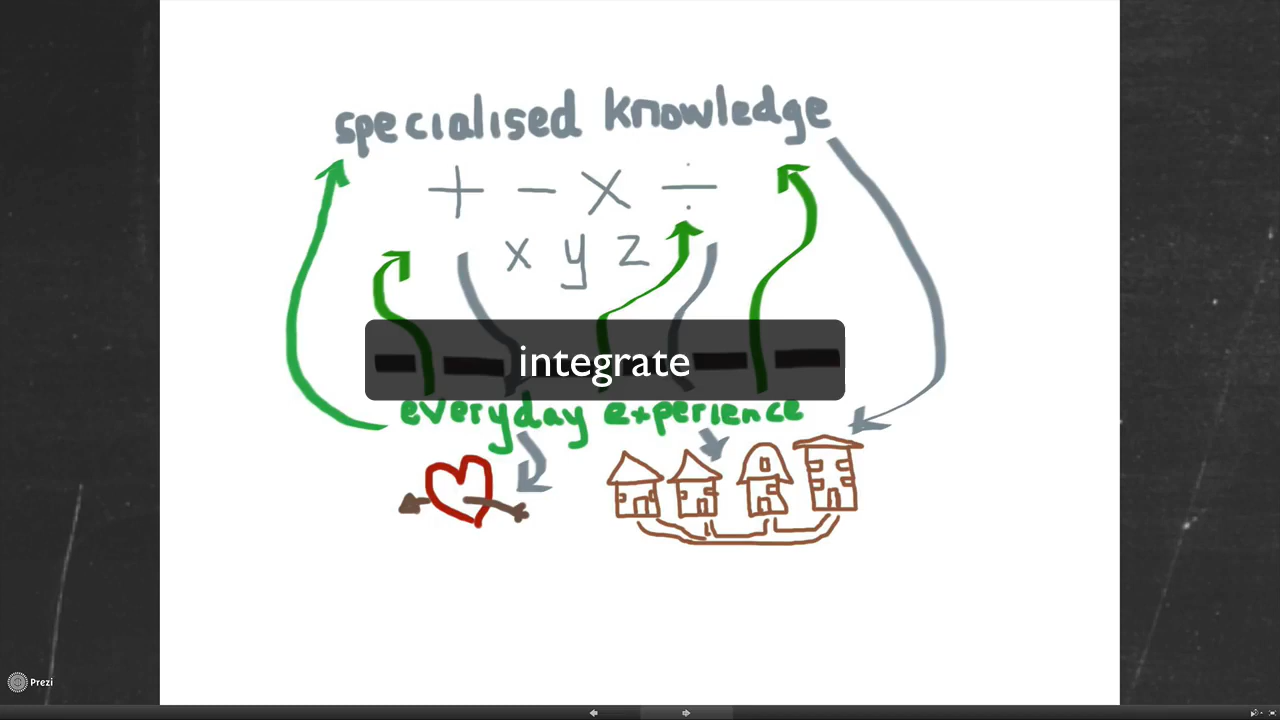 specialised knowledge
+ - x ÷
x y z
integrate
everyday experience
Prezi